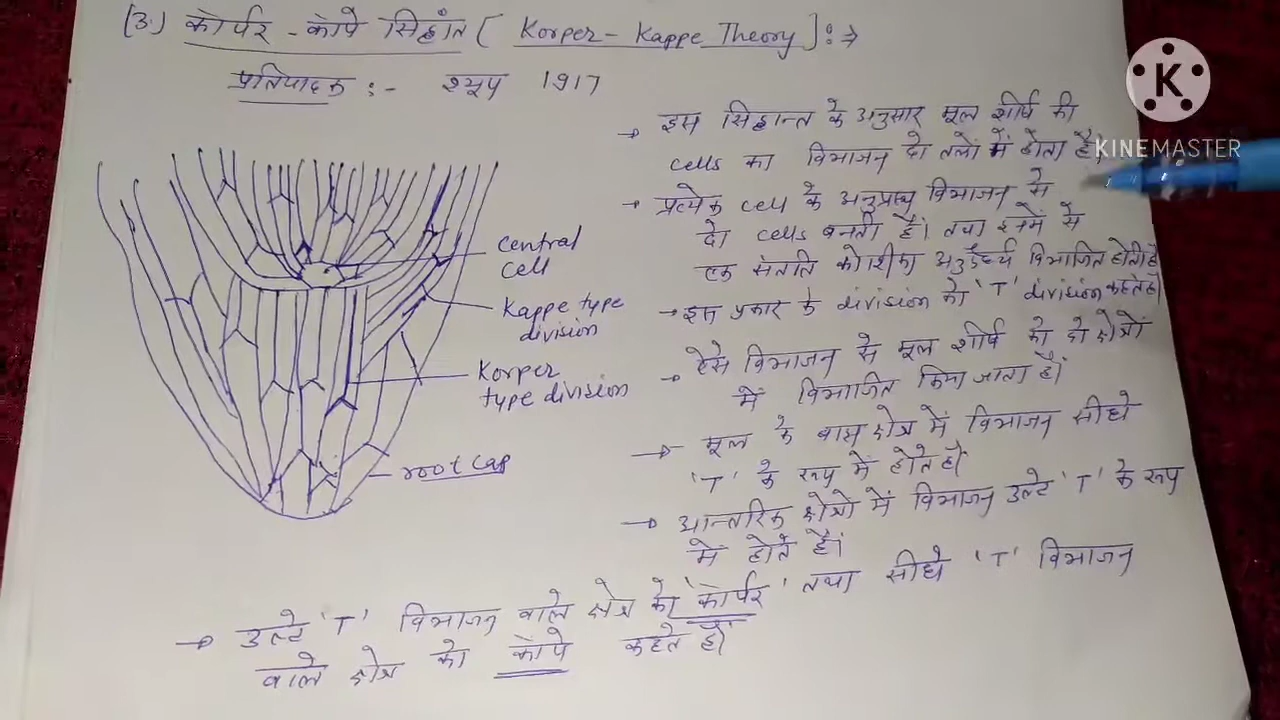 (3.) कोर्पर - कोपे सिद्धांत [ Korper - Kappe Theory ] :→
प्रतिपादक :- श्यूप 1917
→ इस सिद्धान्त के अनुसार मूल शीर्ष की
cells का विभाजन दो तलों में होता है।
→ प्रत्येक cell के अनुप्रस्थ विभाजन से
दो cells बनती है। तथा इनमें से
एक संतति कोशिका अनुदैर्ध्य विभाजित होती है
→ इस प्रकार के division को 'T' division कहते है।
→ ऐसे विभाजन से मूल शीर्ष को दो क्षेत्रों
में विभाजित किया जाता है।
→ मूल के बाह्य क्षेत्र में विभाजन सीधे
'T' के रूप में होते है।
→ आन्तरिक क्षेत्रो में विभाजन उल्टे 'T' के रूप
में होते है।
→ उल्टे 'T' विभाजन वाले क्षेत्र को 'कोर्पर' तथा सीधे 'T' विभाजन
वाले क्षेत्र को कोपे कहते है।
central
cell
Kappe type
division
Korper
type division
root cap
KINEMASTER
K